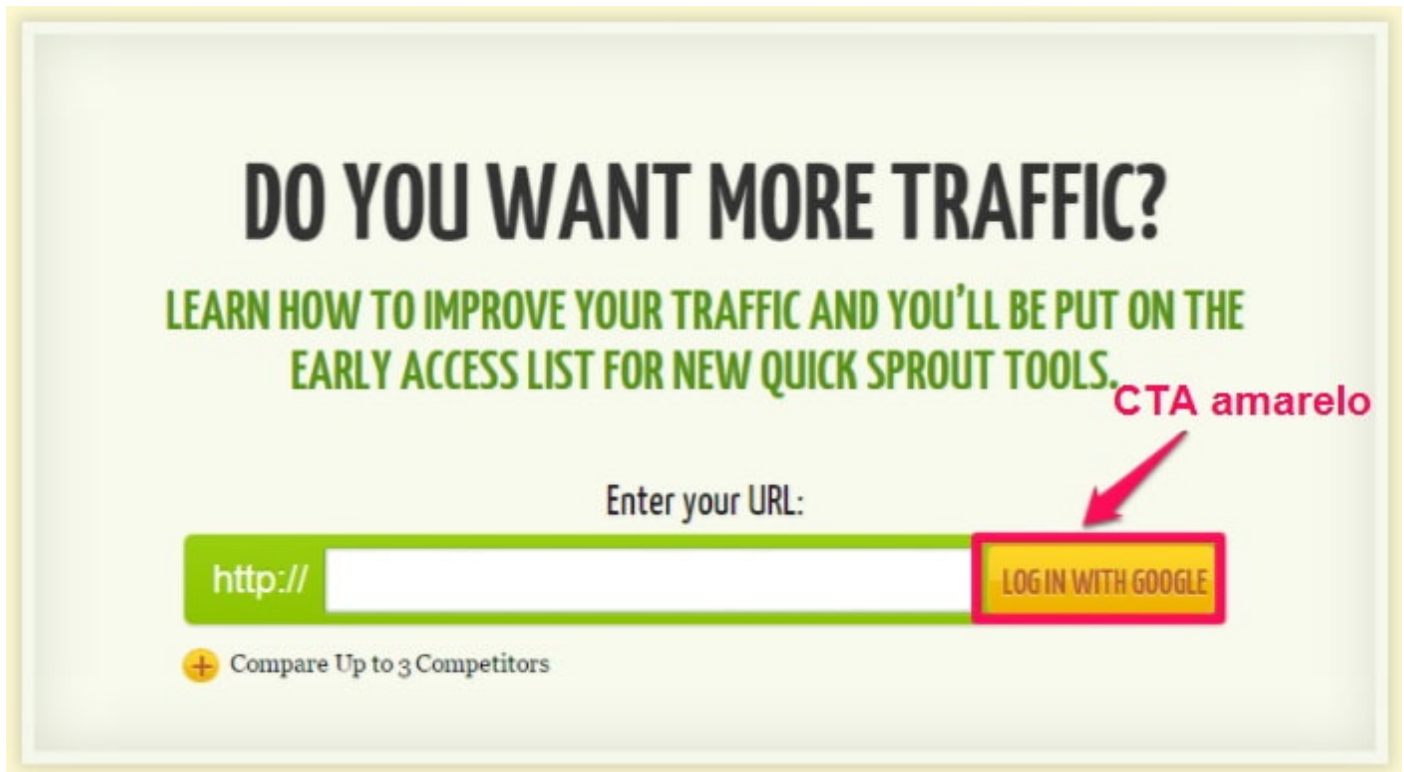 DO YOU WANT MORE TRAFFIC?
LEARN HOW TO IMPROVE YOUR TRAFFIC AND YOU'LL BE PUT ON THE
EARLY ACCESS LIST FOR NEW QUICK SPROUT TOOLS.
CTA amarelo
Enter your URL:
http://
LOG IN WITH GOOGLE
+ Compare Up to 3 Competitors